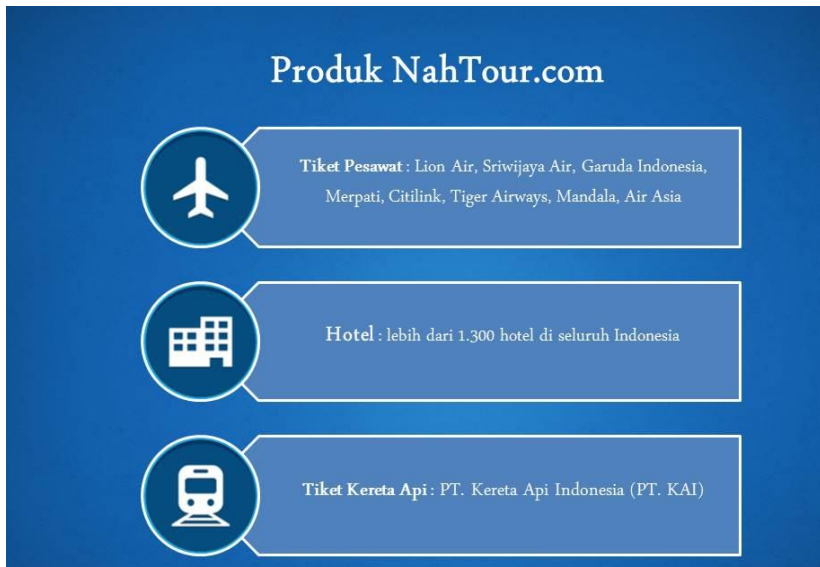 Produk NahTour.com
Tiket Pesawat : Lion Air, Sriwijaya Air, Garuda Indonesia,
Merpati, Citilink, Tiger Airways, Mandala, Air Asia
Hotel : lebih dari 1.300 hotel di seluruh Indonesia
Tiket Kereta Api : PT. Kereta Api Indonesia (PT. KAI)